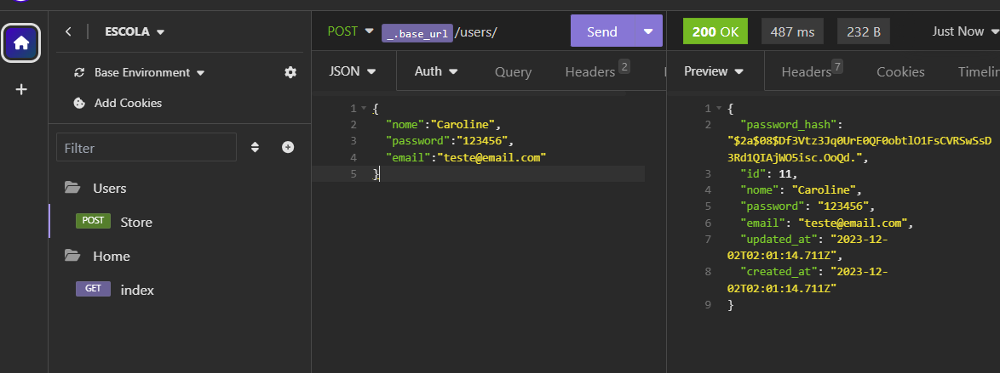 ESCOLA
Base Environment
Add Cookies
Filter
Users
POST Store
Home
GET index
POST _.base_url/users/ Send
JSON Auth Query Headers 2
1 {
2 "nome":"Caroline",
3 "password":"123456",
4 "email":"teste@email.com"
5 }
200 OK 487 ms 232 B Just Now
Preview Headers 7 Cookies Timelin
1 {
2 "password_hash":
"$2a$08$Df3Vtz3Jq0UrE0QF0obtlO1FsCVRSwSsD
3Rd1QIAjWO5isc.OoQd.",
3 "id": 11,
4 "nome": "Caroline",
5 "password": "123456",
6 "email": "teste@email.com",
7 "updated_at": "2023-12-
02T02:01:14.711Z",
8 "created_at": "2023-12-
02T02:01:14.711Z"
9 }